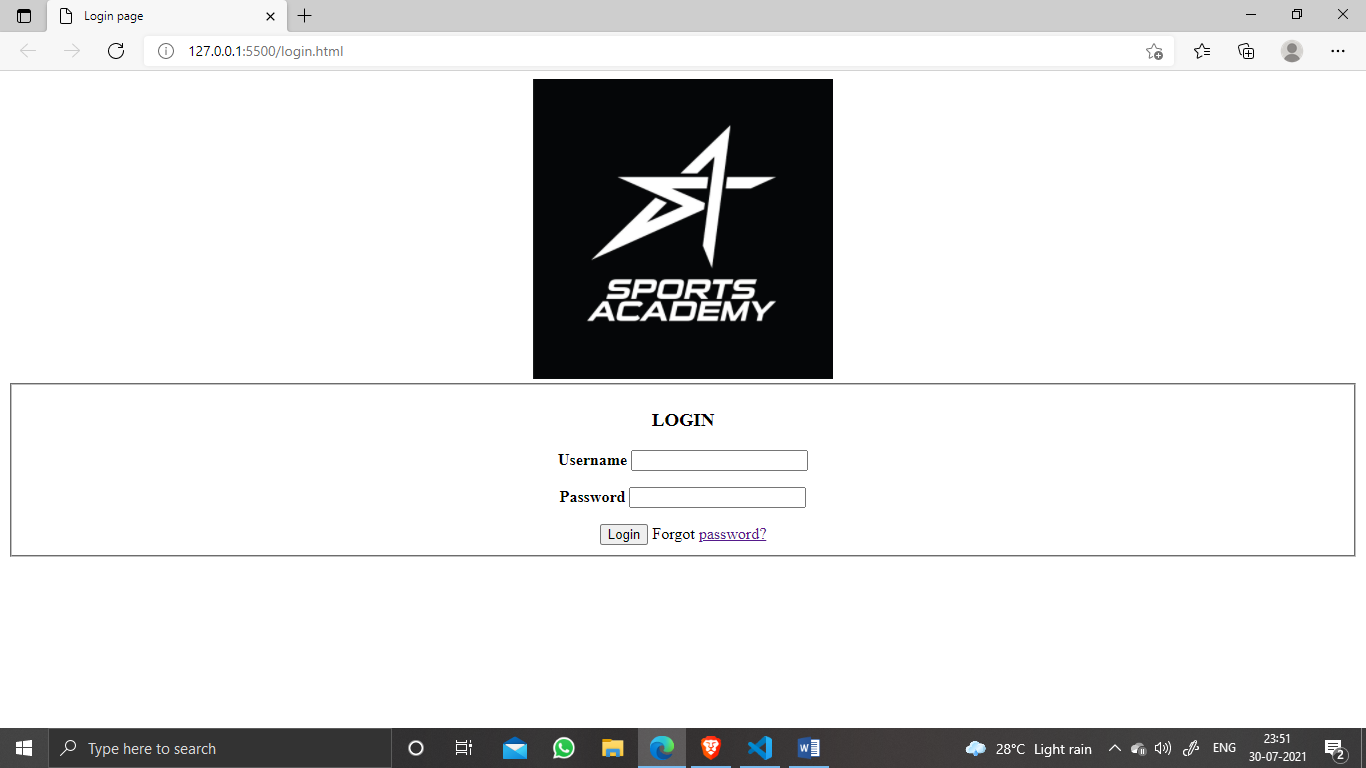 Login page
127.0.0.1:5500/login.html
SPORTS
ACADEMY
LOGIN
Username
Password
Login Forgot password?
Type here to search
28°C Light rain
ENG
23:51
30-07-2021
2